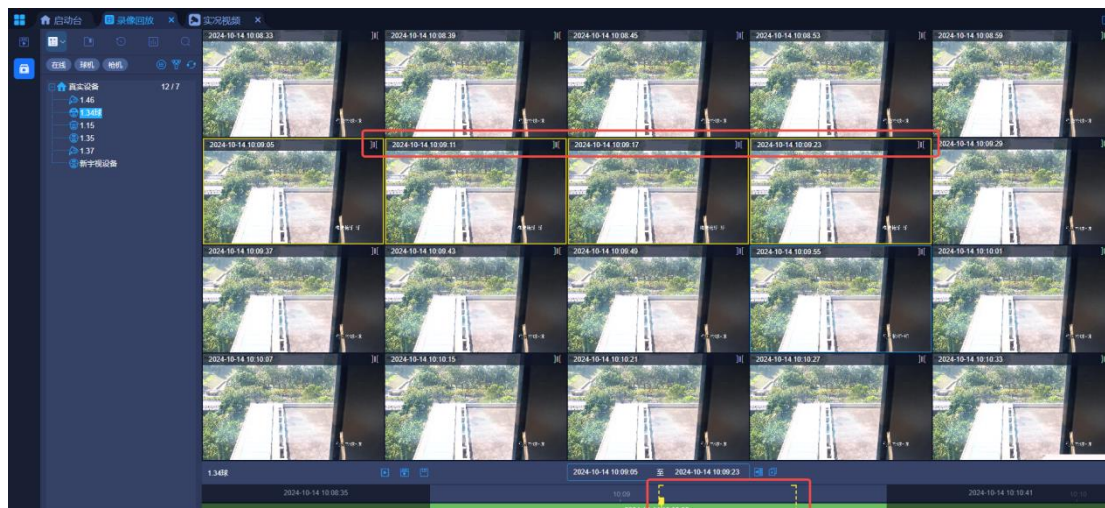 启动台 录像回放 × 实况视频 ×
在线 球机 枪机
真实设备 12 / 7
1.46
1.34球
1.15
1.35
1.37
新宇视设备
2024-10-14 10:08:33 2024-10-14 10:08:39 2024-10-14 10:08:45 2024-10-14 10:08:53 2024-10-14 10:08:59
2024-10-14 10:09:05 2024-10-14 10:09:11 2024-10-14 10:09:17 2024-10-14 10:09:23 2024-10-14 10:09:29
2024-10-14 10:09:37 2024-10-14 10:09:43 2024-10-14 10:09:49 2024-10-14 10:09:55 2024-10-14 10:10:01
2024-10-14 10:10:07 2024-10-14 10:10:15 2024-10-14 10:10:21 2024-10-14 10:10:27 2024-10-14 10:10:33
1.34球 2024-10-14 10:09:05 至 2024-10-14 10:09:23
2024-10-14 10:08:35 10:09 2024-10-14 10:10:41 10:10